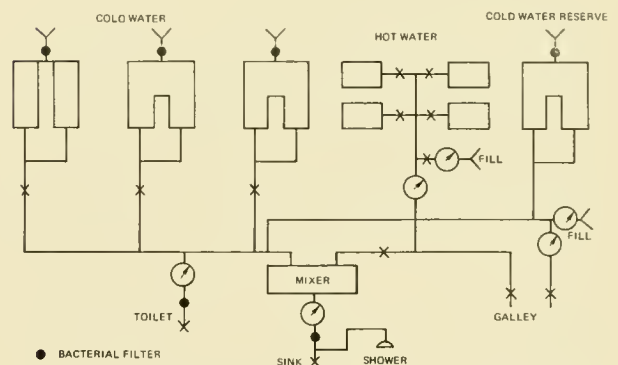 COLD WATER
COLD WATER RESERVE
HOT WATER
FILL
FILL
MIXER
TOILET
GALLEY
BACTERIAL FILTER
SINK
SHOWER